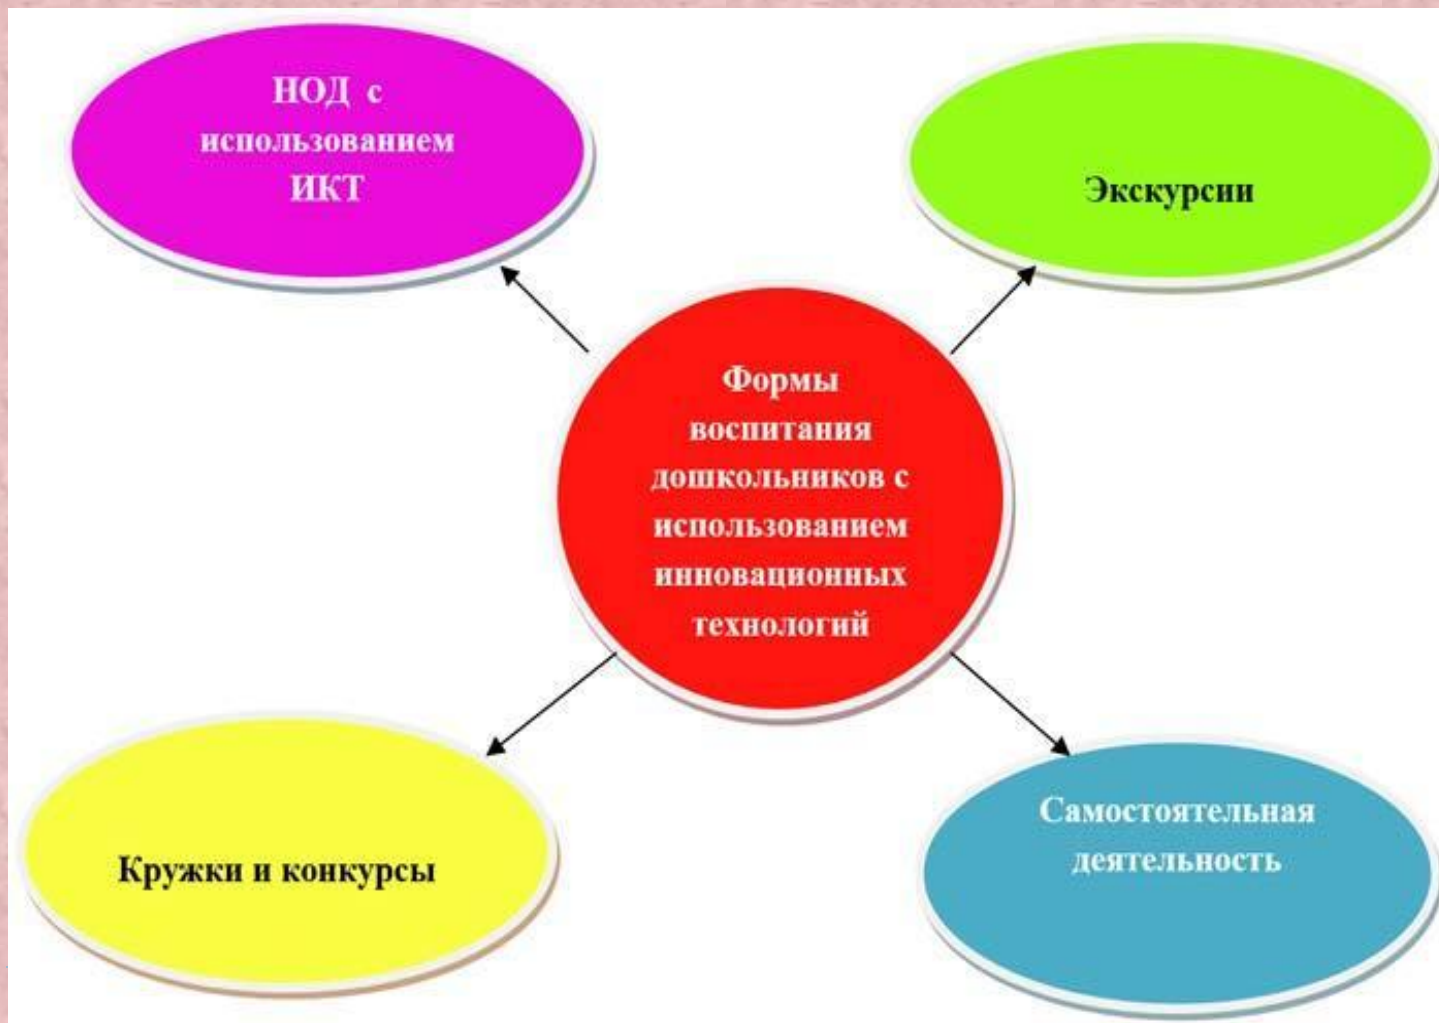 НОД с
использованием
ИКТ
Экскурсии
Формы
воспитания
дошкольников с
использованием
инновационных
технологий
Кружки и конкурсы
Самостоятельная
деятельность